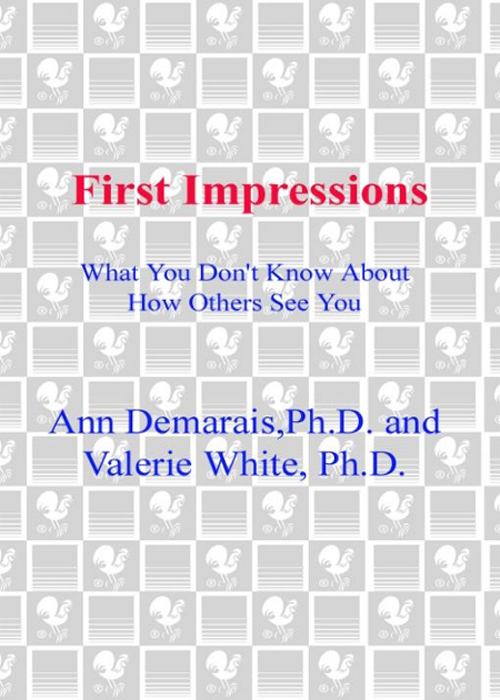 First Impressions
What You Don't Know About
How Others See You
Ann Demarais,Ph.D. and
Valerie White, Ph.D.